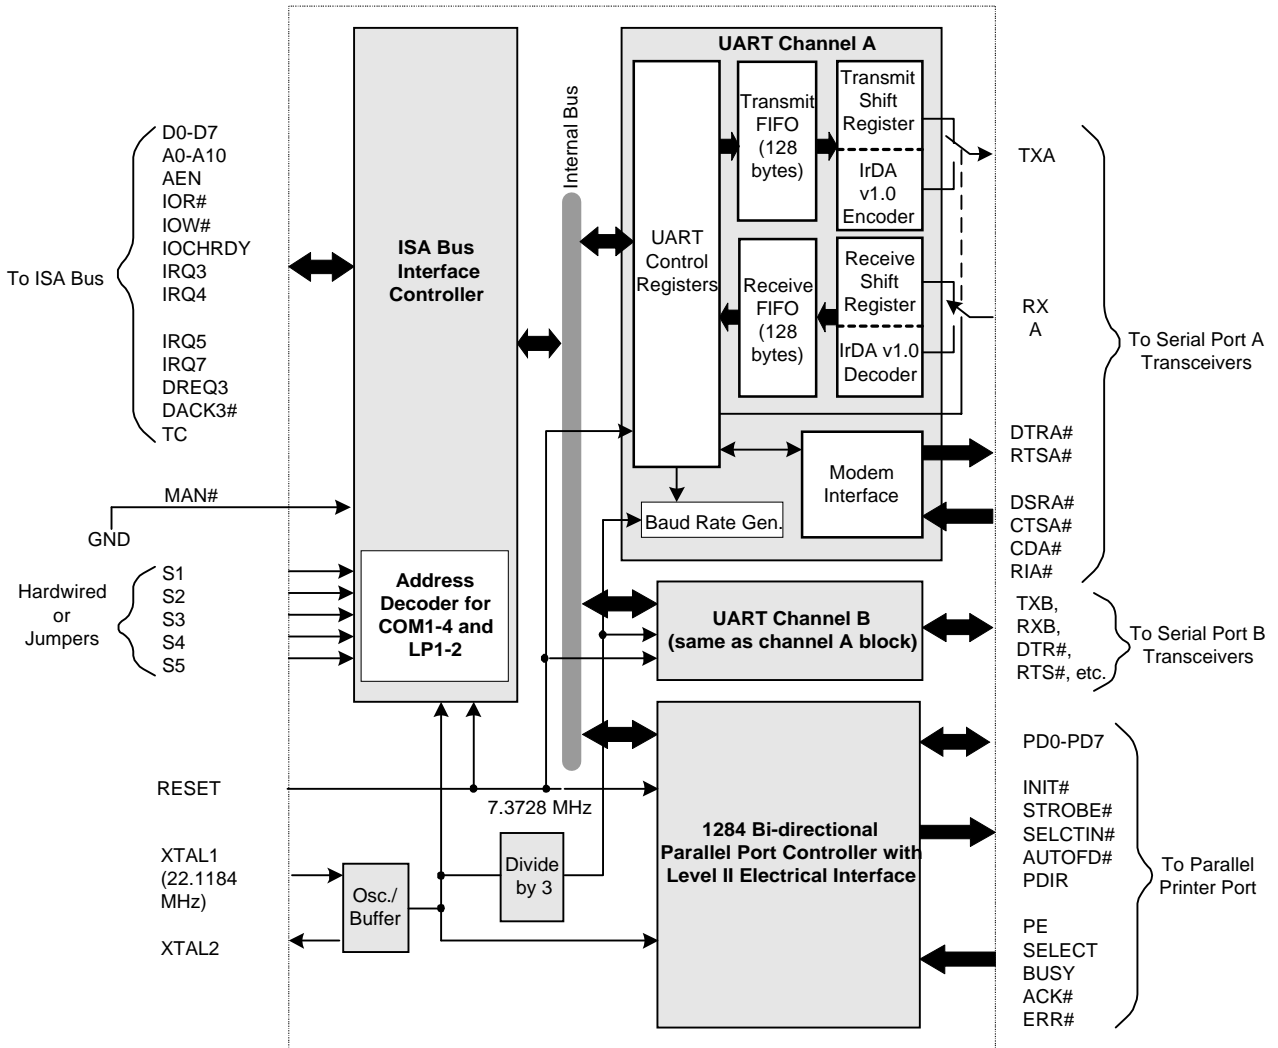 To ISA Bus
D0-D7
A0-A10
AEN
IOR#
IOW#
IOCHRDY
IRQ3
IRQ4
IRQ5
IRQ7
DREQ3
DACK3#
TC
MAN#
GND
Hardwired
or
Jumpers
S1
S2
S3
S4
S5
RESET
XTAL1
(22.1184
MHz)
XTAL2
ISA Bus
Interface
Controller
Address
Decoder for
COM1-4 and
LP1-2
Osc./
Buffer
7.3728 MHz
Divide
by 3
Internal Bus
UART Channel A
UART
Control
Registers
Transmit
FIFO
(128
bytes)
Transmit
Shift
Register
IrDA
v1.0
Encoder
Receive
FIFO
(128
bytes)
Receive
Shift
Register
IrDA v1.0
Decoder
Modem
Interface
Baud Rate Gen.
UART Channel B
(same as channel A block)
1284 Bi-directional
Parallel Port Controller with
Level II Electrical Interface
TXA
RX
A
DTRA#
RTSA#
DSRA#
CTSA#
CDA#
RIA#
To Serial Port A
Transceivers
TXB,
RXB,
DTR#,
RTS#, etc.
To Serial Port B
Transceivers
PD0-PD7
INIT#
STROBE#
SELCTIN#
AUTOFD#
PDIR
PE
SELECT
BUSY
ACK#
ERR#
To Parallel
Printer Port